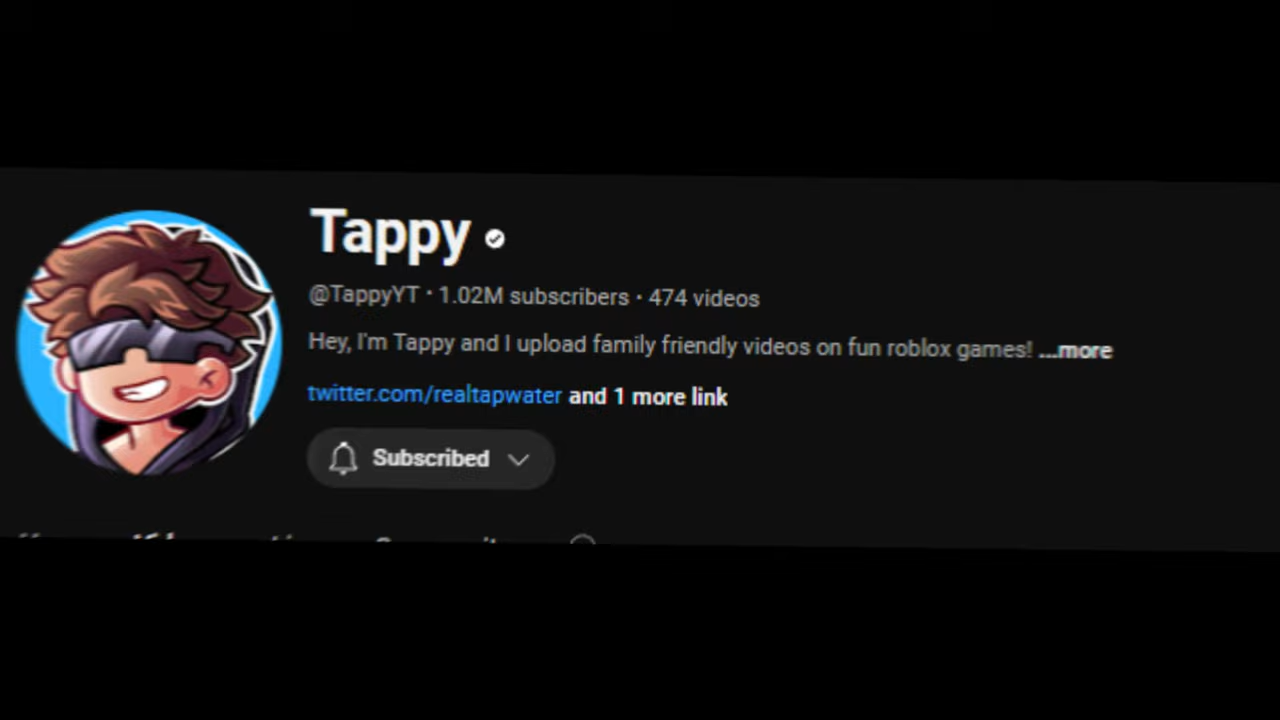 Tappy
@TappyYT • 1.02M subscribers • 474 videos
Hey, I'm Tappy and I upload family friendly videos on fun roblox games! ...more
twitter.com/realtapwater and 1 more link
Subscribed